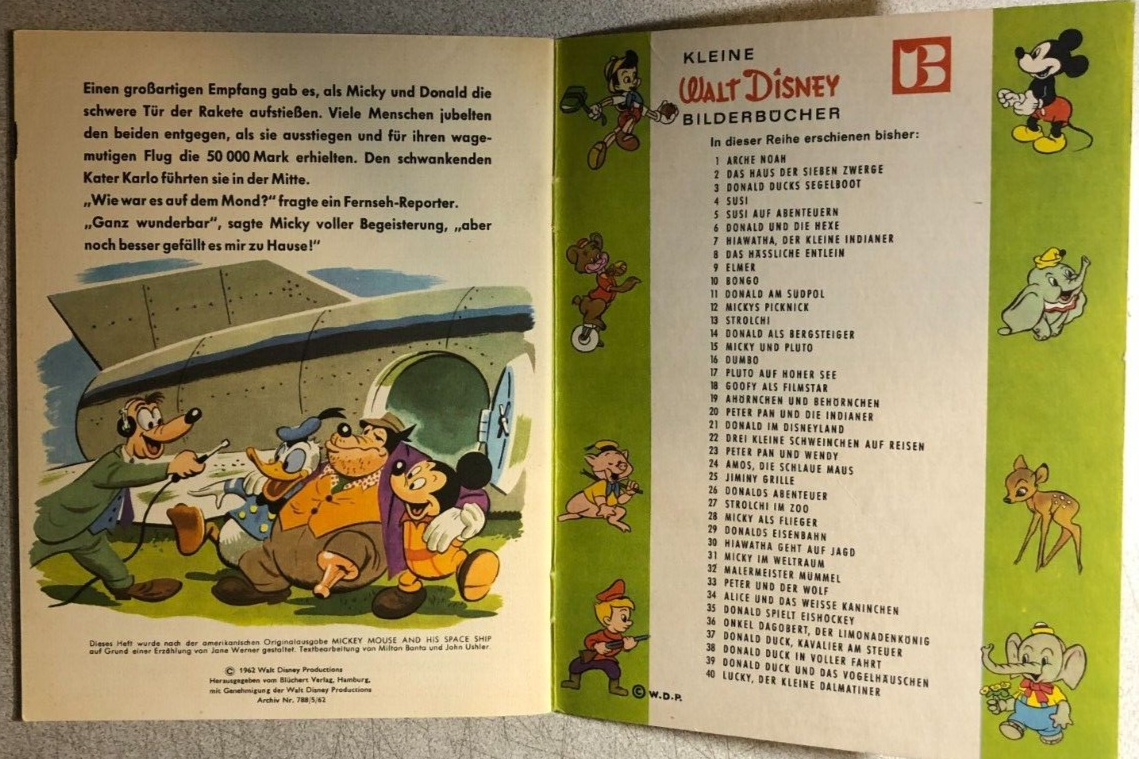 Einen großartigen Empfang gab es, als Micky und Donald die
schwere Tür der Rakete aufstießen. Viele Menschen jubelten
den beiden entgegen, als sie ausstiegen und für ihren wage-
mutigen Flug die 50 000 Mark erhielten. Den schwankenden
Kater Karlo führten sie in der Mitte.
„Wie war es auf dem Mond?“ fragte ein Fernseh-Reporter.
„Ganz wunderbar“, sagte Micky voller Begeisterung, „aber
noch besser gefällt es mir zu Hause!“
Dieses Heft wurde nach der amerikanischen Originalausgabe MICKEY MOUSE AND HIS SPACE SHIP
auf Grund einer Erzählung von Jane Werner gestaltet. Textbearbeitung von Milton Banta und John Ushler.
© 1962 Walt Disney Productions
Herausgegeben vom Blüchert Verlag, Hamburg,
mit Genehmigung der Walt Disney Productions
Archiv Nr. 788/5/62
KLEINE
WALT DISNEY
BILDERBÜCHER
B
In dieser Reihe erschienen bisher:
1 ARCHE NOAH
2 DAS HAUS DER SIEBEN ZWERGE
3 DONALD DUCKS SEGELBOOT
4 SUSI
5 SUSI AUF ABENTEUERN
6 DONALD UND DIE HEXE
7 HIAWATHA, DER KLEINE INDIANER
8 DAS HÄSSLICHE ENTLEIN
9 ELMER
10 BONGO
11 DONALD AM SÜDPOL
12 MICKYS PICKNICK
13 STROLCHI
14 DONALD ALS BERGSTEIGER
15 MICKY UND PLUTO
16 DUMBO
17 PLUTO AUF HOHER SEE
18 GOOFY ALS FILMSTAR
19 AHÖRNCHEN UND BEHÖRNCHEN
20 PETER PAN UND DIE INDIANER
21 DONALD IM DISNEYLAND
22 DREI KLEINE SCHWEINCHEN AUF REISEN
23 PETER PAN UND WENDY
24 AMOS, DIE SCHLAUE MAUS
25 JIMINY GRILLE
26 DONALDS ABENTEUER
27 STROLCHI IM ZOO
28 MICKY ALS FLIEGER
29 DONALDS EISENBAHN
30 HIAWATHA GEHT AUF JAGD
31 MICKY IM WELTRAUM
32 MALERMEISTER MÜMMEL
33 PETER UND DER WOLF
34 ALICE UND DAS WEISSE KANINCHEN
35 DONALD SPIELT EISHOCKEY
36 ONKEL DAGOBERT, DER LIMONADENKÖNIG
37 DONALD DUCK, KAVALIER AM STEUER
38 DONALD DUCK IN VOLLER FAHRT
39 DONALD DUCK UND DAS VOGELHÄUSCHEN
40 LUCKY, DER KLEINE DALMATINER
© W.D.P.